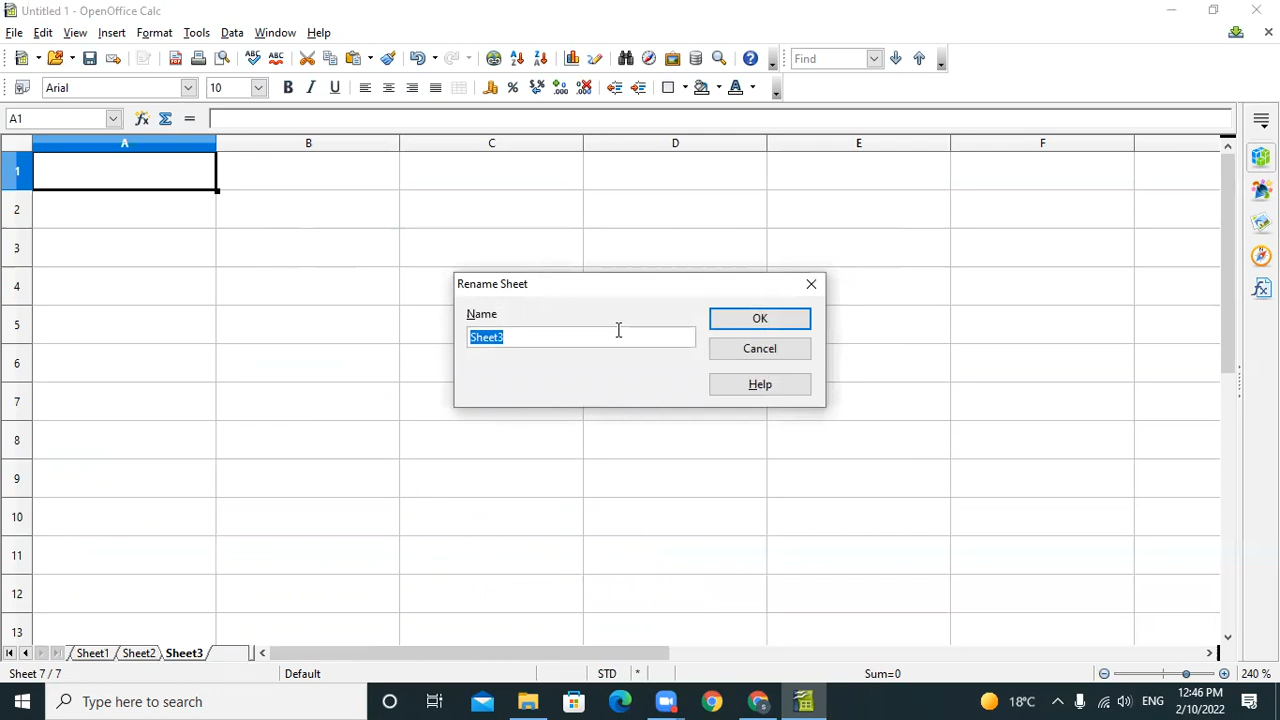 Untitled 1 - OpenOffice Calc
File Edit View Insert Format Tools Data Window Help
ABC ABC Find
Arial 10 B I U
A1
A B C D E F
1
2
3
4
5
6
7
8
9
10
11
12
13
Rename Sheet
Name
Sheet3
OK
Cancel
Help
Sheet1 Sheet2 Sheet3
Sheet 7 / 7 Default STD * Sum=0 240 %
Type here to search
18°C ENG 12:46 PM
2/10/2022